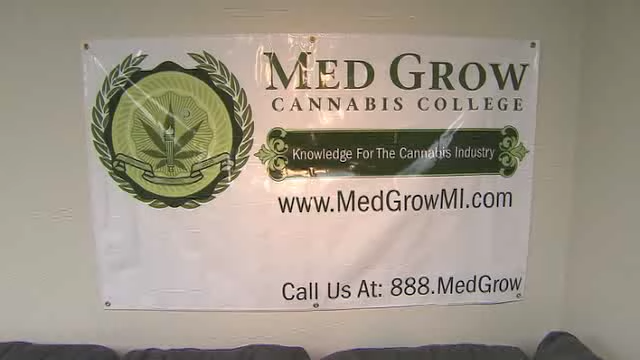 MED GROW
CANNABIS COLLEGE
Knowledge For The Cannabis Industry
www.MedGrowMI.com
Call Us At: 888.MedGrow